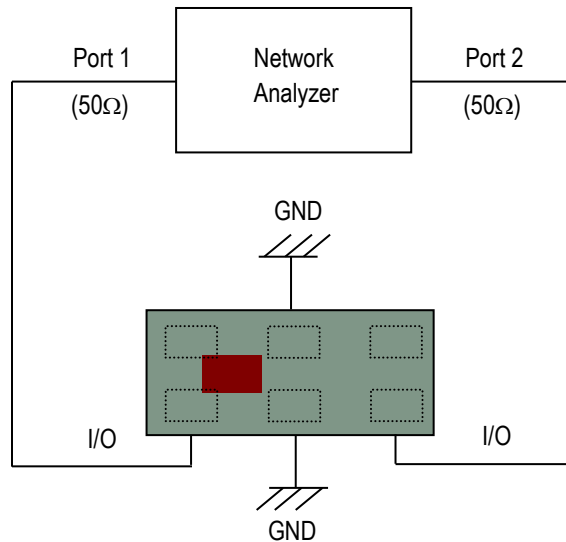 Port 1
Network
Analyzer
Port 2
(50Ω)
(50Ω)
GND
I/O
I/O
GND